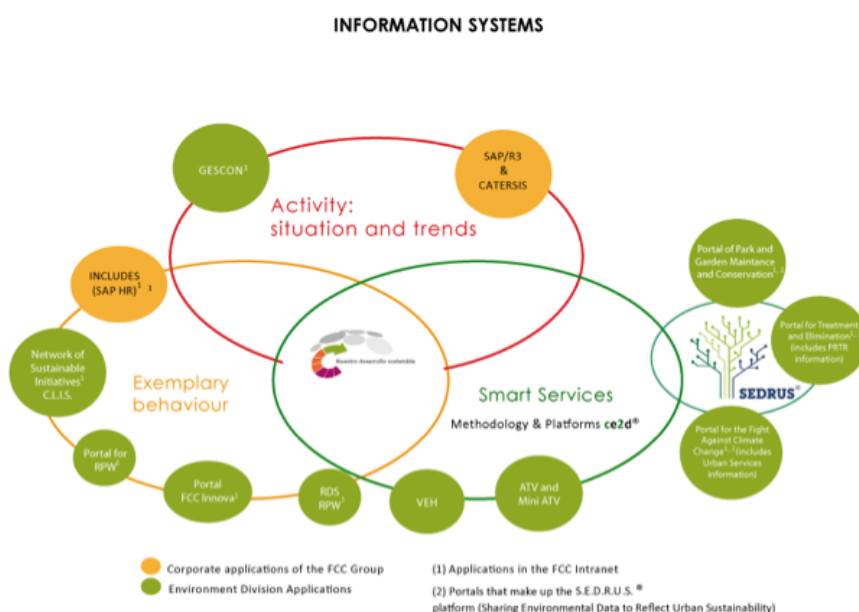 INFORMATION SYSTEMS
GESCON¹
SAP/R3
&
CATERSIS
Activity:
situation and trends
INCLUDES
(SAP HR)¹
Network of
Sustainable
Initiatives¹
C.L.I.S.
Exemplary
behaviour
Portal for
RPW¹
Portal
FCC Innova¹
RDS
RPW¹
Nuestro desarrollo sostenible
Smart Services
Methodology & Platforms ce2d®
VEH
ATV and
Mini ATV
Portal of Park and
Garden Maintance
and Conservation¹, ²
Portal for Treatment
and Elimination¹,
(includes PRTR
information)
SEDRUS®
Portal for the Fight
Against Climate
Change¹, ² (includes
Urban Services
information)
Corporate applications of the FCC Group
Environment Division Applications
(1) Applications in the FCC Intranet
(2) Portals that make up the S.E.D.R.U.S. ®
platform (Sharing Environmental Data to Reflect Urban Sustainability)